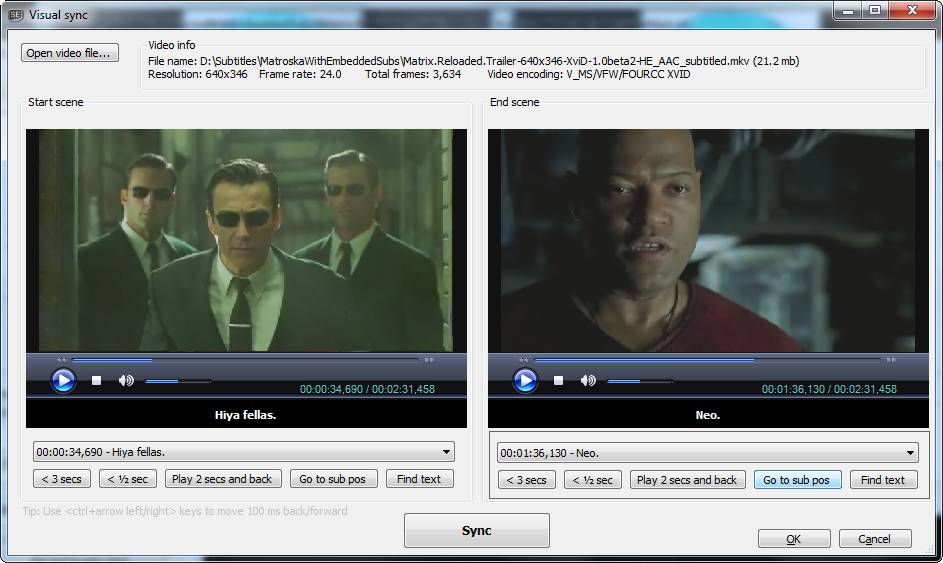 SE Visual sync
Open video file...
Video info
File name: D:\Subtitles\MatroskaWithEmbeddedSubs\Matrix.Reloaded.Trailer-640x346-XviD-1.0beta2-HE_AAC_subtitled.mkv (21.2 mb)
Resolution: 640x346 Frame rate: 24.0 Total frames: 3,634 Video encoding: V_MS/VFW/FOURCC XVID
Start scene
00:00:34,690 / 00:02:31,458
Hiya fellas.
00:00:34,690 - Hiya fellas.
< 3 secs < ½ sec Play 2 secs and back Go to sub pos Find text
End scene
00:01:36,130 / 00:02:31,458
Neo.
00:01:36,130 - Neo.
< 3 secs < ½ sec Play 2 secs and back Go to sub pos Find text
Tip: Use <ctrl+arrow left/right> keys to move 100 ms back/forward
Sync
OK Cancel